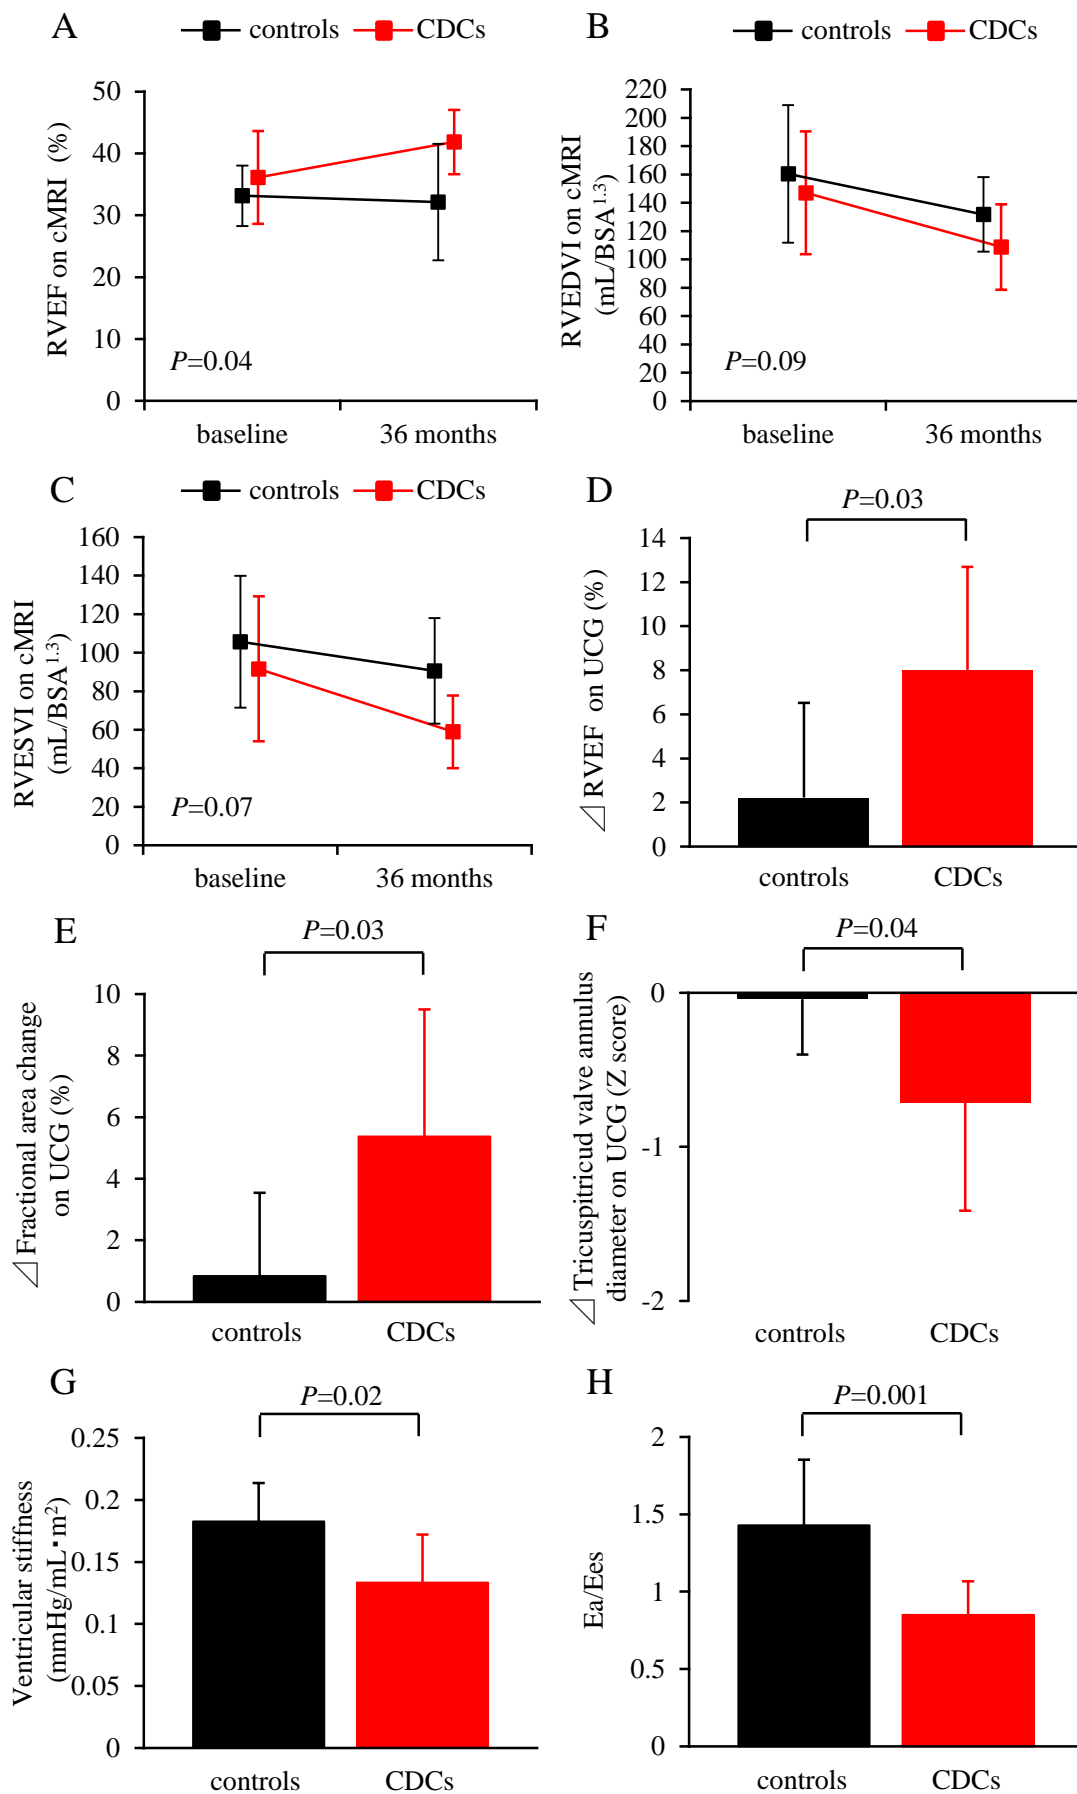 A
controls
CDCs
RVEF on cMRI (%)
50
40
30
20
10
0
P=0.04
baseline
36 months
B
controls
CDCs
RVEDVI on cMRI
(mL/BSA^1.3)
220
200
180
160
140
120
100
80
60
40
20
0
P=0.09
baseline
36 months
C
controls
CDCs
RVESVI on cMRI
(mL/BSA^1.3)
160
140
120
100
80
60
40
20
0
P=0.07
baseline
36 months
D
P=0.03
⊿ RVEF on UCG (%)
14
12
10
8
6
4
2
0
controls
CDCs
E
P=0.03
⊿ Fractional area change
on UCG (%)
10
8
6
4
2
0
controls
CDCs
F
P=0.04
⊿ Tricuspitricud valve annulus
diameter on UCG (Z score)
0
-1
-2
controls
CDCs
G
P=0.02
Ventricular stiffness
(mmHg/mL・m²)
0.25
0.2
0.15
0.1
0.05
0
controls
CDCs
H
P=0.001
Ea/Ees
2
1.5
1
0.5
0
controls
CDCs